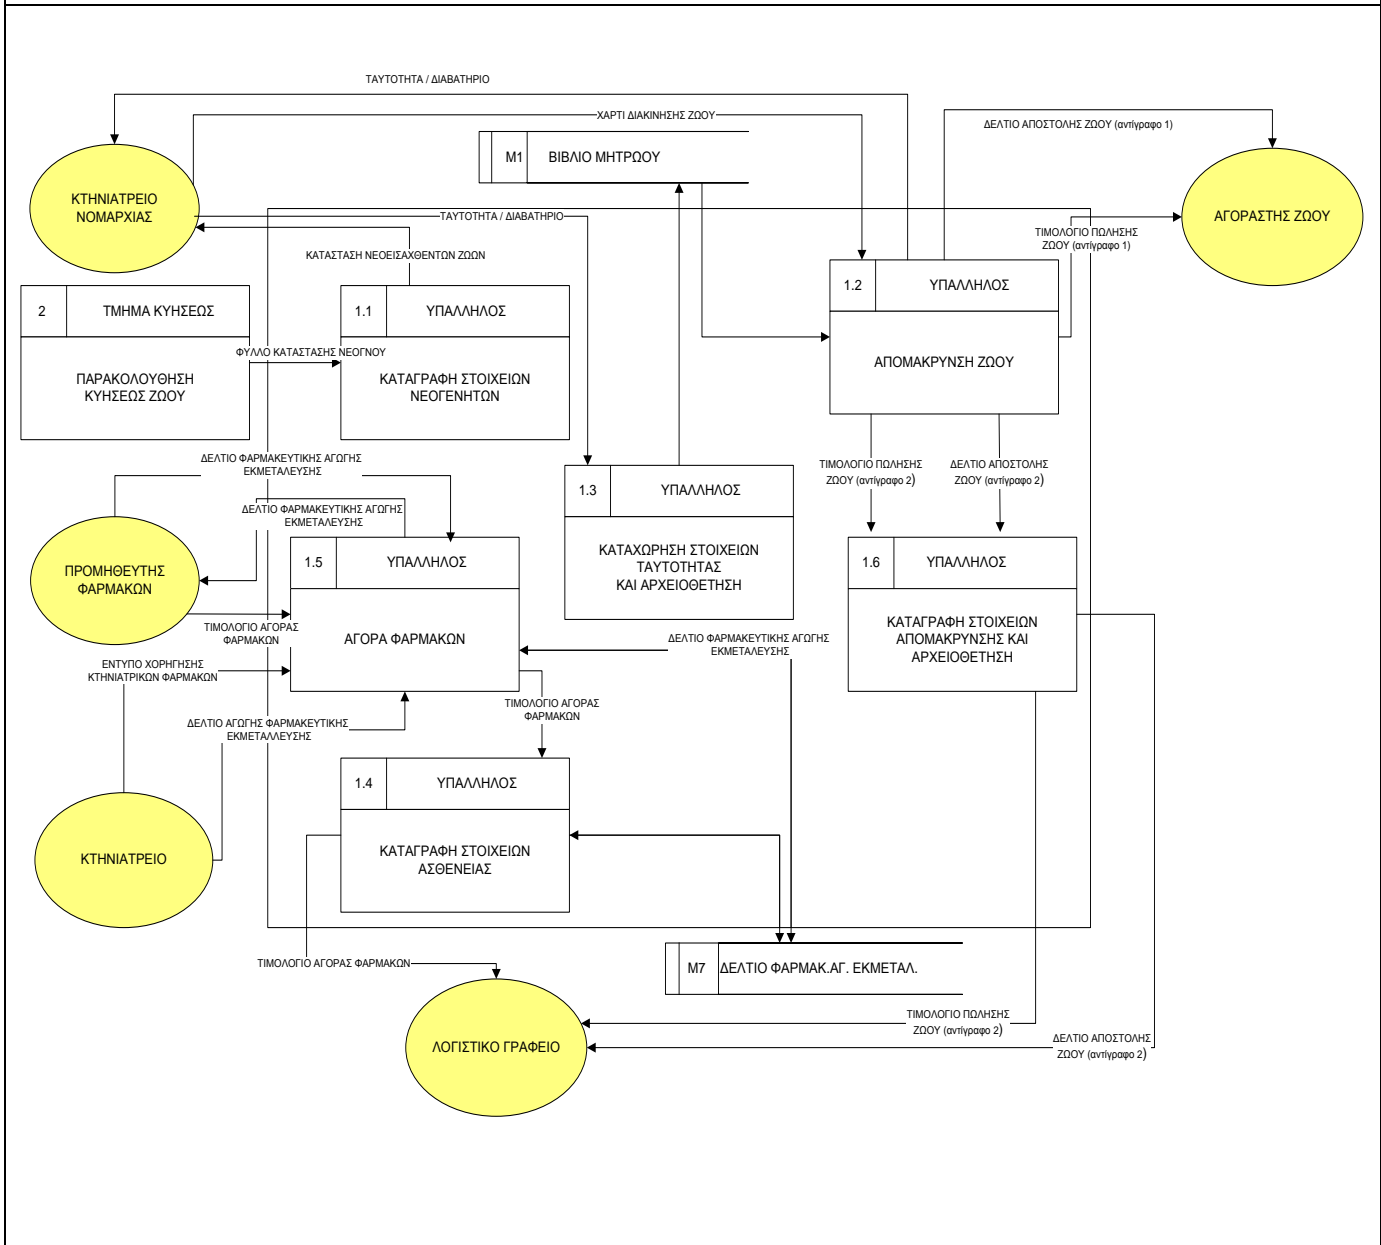 ΤΑΥΤΟΤΗΤΑ / ΔΙΑΒΑΤΗΡΙΟ
ΧΑΡΤΙ ΔΙΑΚΙΝΗΣΗΣ ΖΩΟΥ
ΔΕΛΤΙΟ ΑΠΟΣΤΟΛΗΣ ΖΩΟΥ (αντίγραφο 1)
M1 ΒΙΒΛΙΟ ΜΗΤΡΩΟΥ
ΚΤΗΝΙΑΤΡΕΙΟ
ΝΟΜΑΡΧΙΑΣ
ΤΑΥΤΟΤΗΤΑ / ΔΙΑΒΑΤΗΡΙΟ
ΑΓΟΡΑΣΤΗΣ ΖΩΟΥ
ΤΙΜΟΛΟΓΙΟ ΠΩΛΗΣΗΣ
ΖΩΟΥ (αντίγραφο 1)
ΚΑΤΑΣΤΑΣΗ ΝΕΟΕΙΣΑΧΘΕΝΤΩΝ ΖΩΩΝ
2 ΤΜΗΜΑ ΚΥΗΣΕΩΣ
ΠΑΡΑΚΟΛΟΥΘΗΣΗ
ΚΥΗΣΕΩΣ ΖΩΟΥ
ΦΥΛΛΟ ΚΑΤΑΣΤΑΣΗΣ ΝΕΟΓΝΟΥ
1.1 ΥΠΑΛΛΗΛΟΣ
ΚΑΤΑΓΡΑΦΗ ΣΤΟΙΧΕΙΩΝ
ΝΕΟΓΕΝΗΤΩΝ
1.2 ΥΠΑΛΛΗΛΟΣ
ΑΠΟΜΑΚΡΥΝΣΗ ΖΩΟΥ
ΔΕΛΤΙΟ ΦΑΡΜΑΚΕΥΤΙΚΗΣ ΑΓΩΓΗΣ
ΕΚΜΕΤΑΛΕΥΣΗΣ
ΤΙΜΟΛΟΓΙΟ ΠΩΛΗΣΗΣ
ΖΩΟΥ (αντίγραφο 2)
ΔΕΛΤΙΟ ΑΠΟΣΤΟΛΗΣ
ΖΩΟΥ (αντίγραφο 2)
1.3 ΥΠΑΛΛΗΛΟΣ
ΚΑΤΑΧΩΡΗΣΗ ΣΤΟΙΧΕΙΩΝ
ΤΑΥΤΟΤΗΤΑΣ
ΚΑΙ ΑΡΧΕΙΟΘΕΤΗΣΗ
ΔΕΛΤΙΟ ΦΑΡΜΑΚΕΥΤΙΚΗΣ ΑΓΩΓΗΣ
ΕΚΜΕΤΑΛΕΥΣΗΣ
ΠΡΟΜΗΘΕΥΤΗΣ
ΦΑΡΜΑΚΩΝ
1.5 ΥΠΑΛΛΗΛΟΣ
ΑΓΟΡΑ ΦΑΡΜΑΚΩΝ
1.6 ΥΠΑΛΛΗΛΟΣ
ΚΑΤΑΓΡΑΦΗ ΣΤΟΙΧΕΙΩΝ
ΑΠΟΜΑΚΡΥΝΣΗΣ ΚΑΙ
ΑΡΧΕΙΟΘΕΤΗΣΗ
ΤΙΜΟΛΟΓΙΟ ΑΓΟΡΑΣ
ΦΑΡΜΑΚΩΝ
ΔΕΛΤΙΟ ΦΑΡΜΑΚΕΥΤΙΚΗΣ ΑΓΩΓΗΣ
ΕΚΜΕΤΑΛΕΥΣΗΣ
ΕΝΤΥΠΟ ΧΟΡΗΓΗΣΗΣ
ΚΤΗΝΙΑΤΡΙΚΩΝ ΦΑΡΜΑΚΩΝ
ΤΙΜΟΛΟΓΙΟ ΑΓΟΡΑΣ
ΦΑΡΜΑΚΩΝ
ΔΕΛΤΙΟ ΑΓΩΓΗΣ ΦΑΡΜΑΚΕΥΤΙΚΗΣ
ΕΚΜΕΤΑΛΛΕΥΣΗΣ
1.4 ΥΠΑΛΛΗΛΟΣ
ΚΑΤΑΓΡΑΦΗ ΣΤΟΙΧΕΙΩΝ
ΑΣΘΕΝΕΙΑΣ
ΚΤΗΝΙΑΤΡΕΙΟ
ΤΙΜΟΛΟΓΙΟ ΑΓΟΡΑΣ ΦΑΡΜΑΚΩΝ
M7 ΔΕΛΤΙΟ ΦΑΡΜΑΚ.ΑΓ. ΕΚΜΕΤΑΛ.
ΤΙΜΟΛΟΓΙΟ ΠΩΛΗΣΗΣ
ΖΩΟΥ (αντίγραφο 2)
ΛΟΓΙΣΤΙΚΟ ΓΡΑΦΕΙΟ
ΔΕΛΤΙΟ ΑΠΟΣΤΟΛΗΣ
ΖΩΟΥ (αντίγραφο 2)